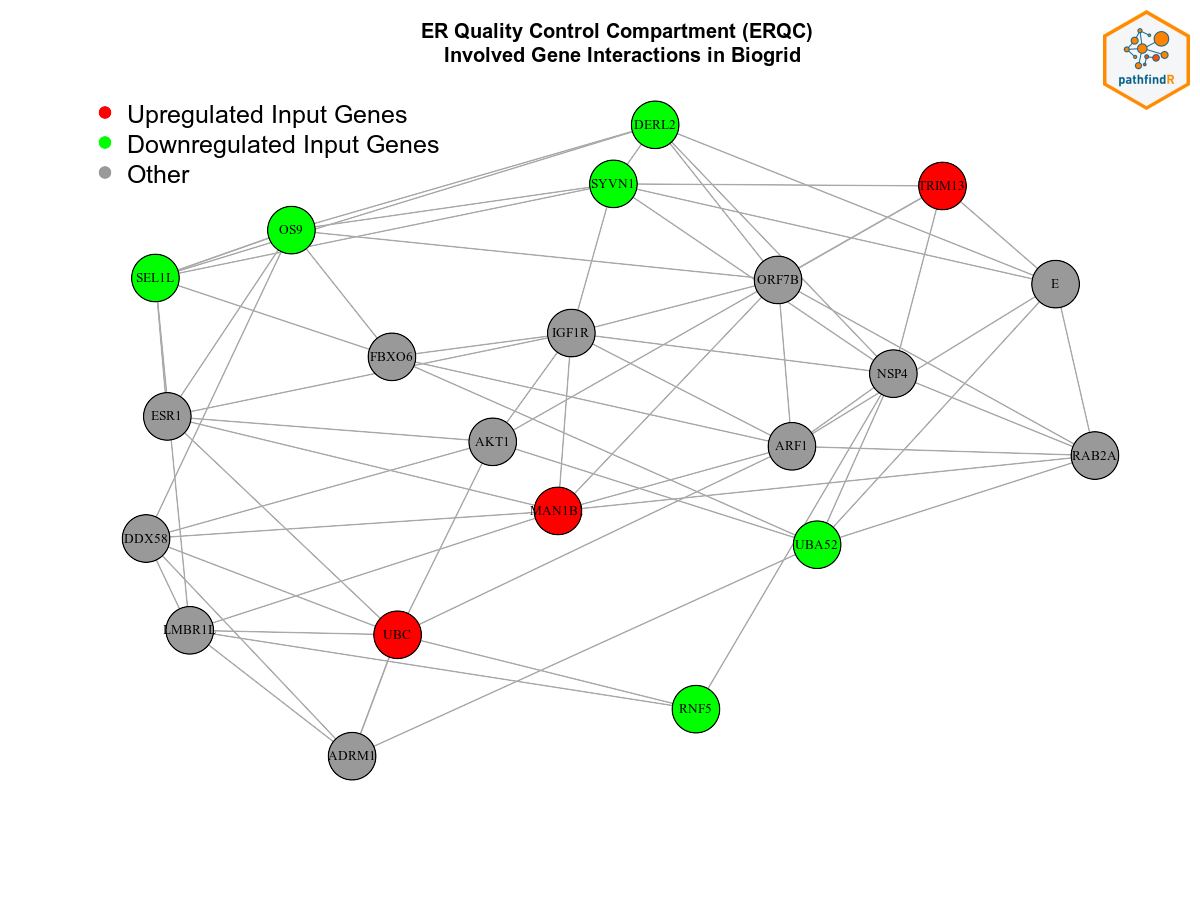 ER Quality Control Compartment (ERQC)
Involved Gene Interactions in Biogrid
pathfindR
Upregulated Input Genes
Downregulated Input Genes
Other
DERL2
SYVN1
TRIM13
OS9
SEL1L
ORF7B
E
IGF1R
FBXO6
NSP4
ESR1
AKT1
ARF1
RAB2A
MAN1B
DDX58
UBA52
LMBR1L
UBC
RNF5
ADRM1